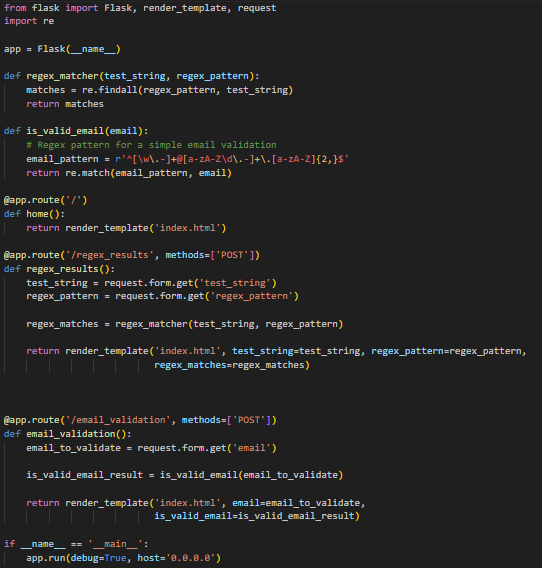 from flask import Flask, render_template, request
import re

app = Flask(__name__)

def regex_matcher(test_string, regex_pattern):
    matches = re.findall(regex_pattern, test_string)
    return matches

def is_valid_email(email):
    # Regex pattern for a simple email validation
    email_pattern = r'^[\w\.-]+@[a-zA-Z\d\.-]+\.[a-zA-Z]{2,}$'
    return re.match(email_pattern, email)

@app.route('/')
def home():
    return render_template('index.html')

@app.route('/regex_results', methods=['POST'])
def regex_results():
    test_string = request.form.get('test_string')
    regex_pattern = request.form.get('regex_pattern')

    regex_matches = regex_matcher(test_string, regex_pattern)

    return render_template('index.html', test_string=test_string, regex_pattern=regex_pattern,
                           regex_matches=regex_matches)

@app.route('/email_validation', methods=['POST'])
def email_validation():
    email_to_validate = request.form.get('email')

    is_valid_email_result = is_valid_email(email_to_validate)

    return render_template('index.html', email=email_to_validate,
                           is_valid_email=is_valid_email_result)

if __name__ == '__main__':
    app.run(debug=True, host='0.0.0.0')